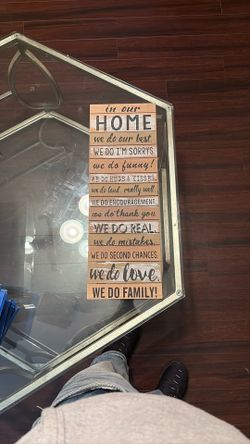 in our
HOME
we do our best.
WE DO I'M SORRYS
we do funny!
WE DO HUGS & KISSES
we do loud really well.
WE DO ENCOURAGEMENT
we do thank you
WE DO REAL.
we do mistakes.
WE DO SECOND CHANCES
we do love.
WE DO FAMILY!